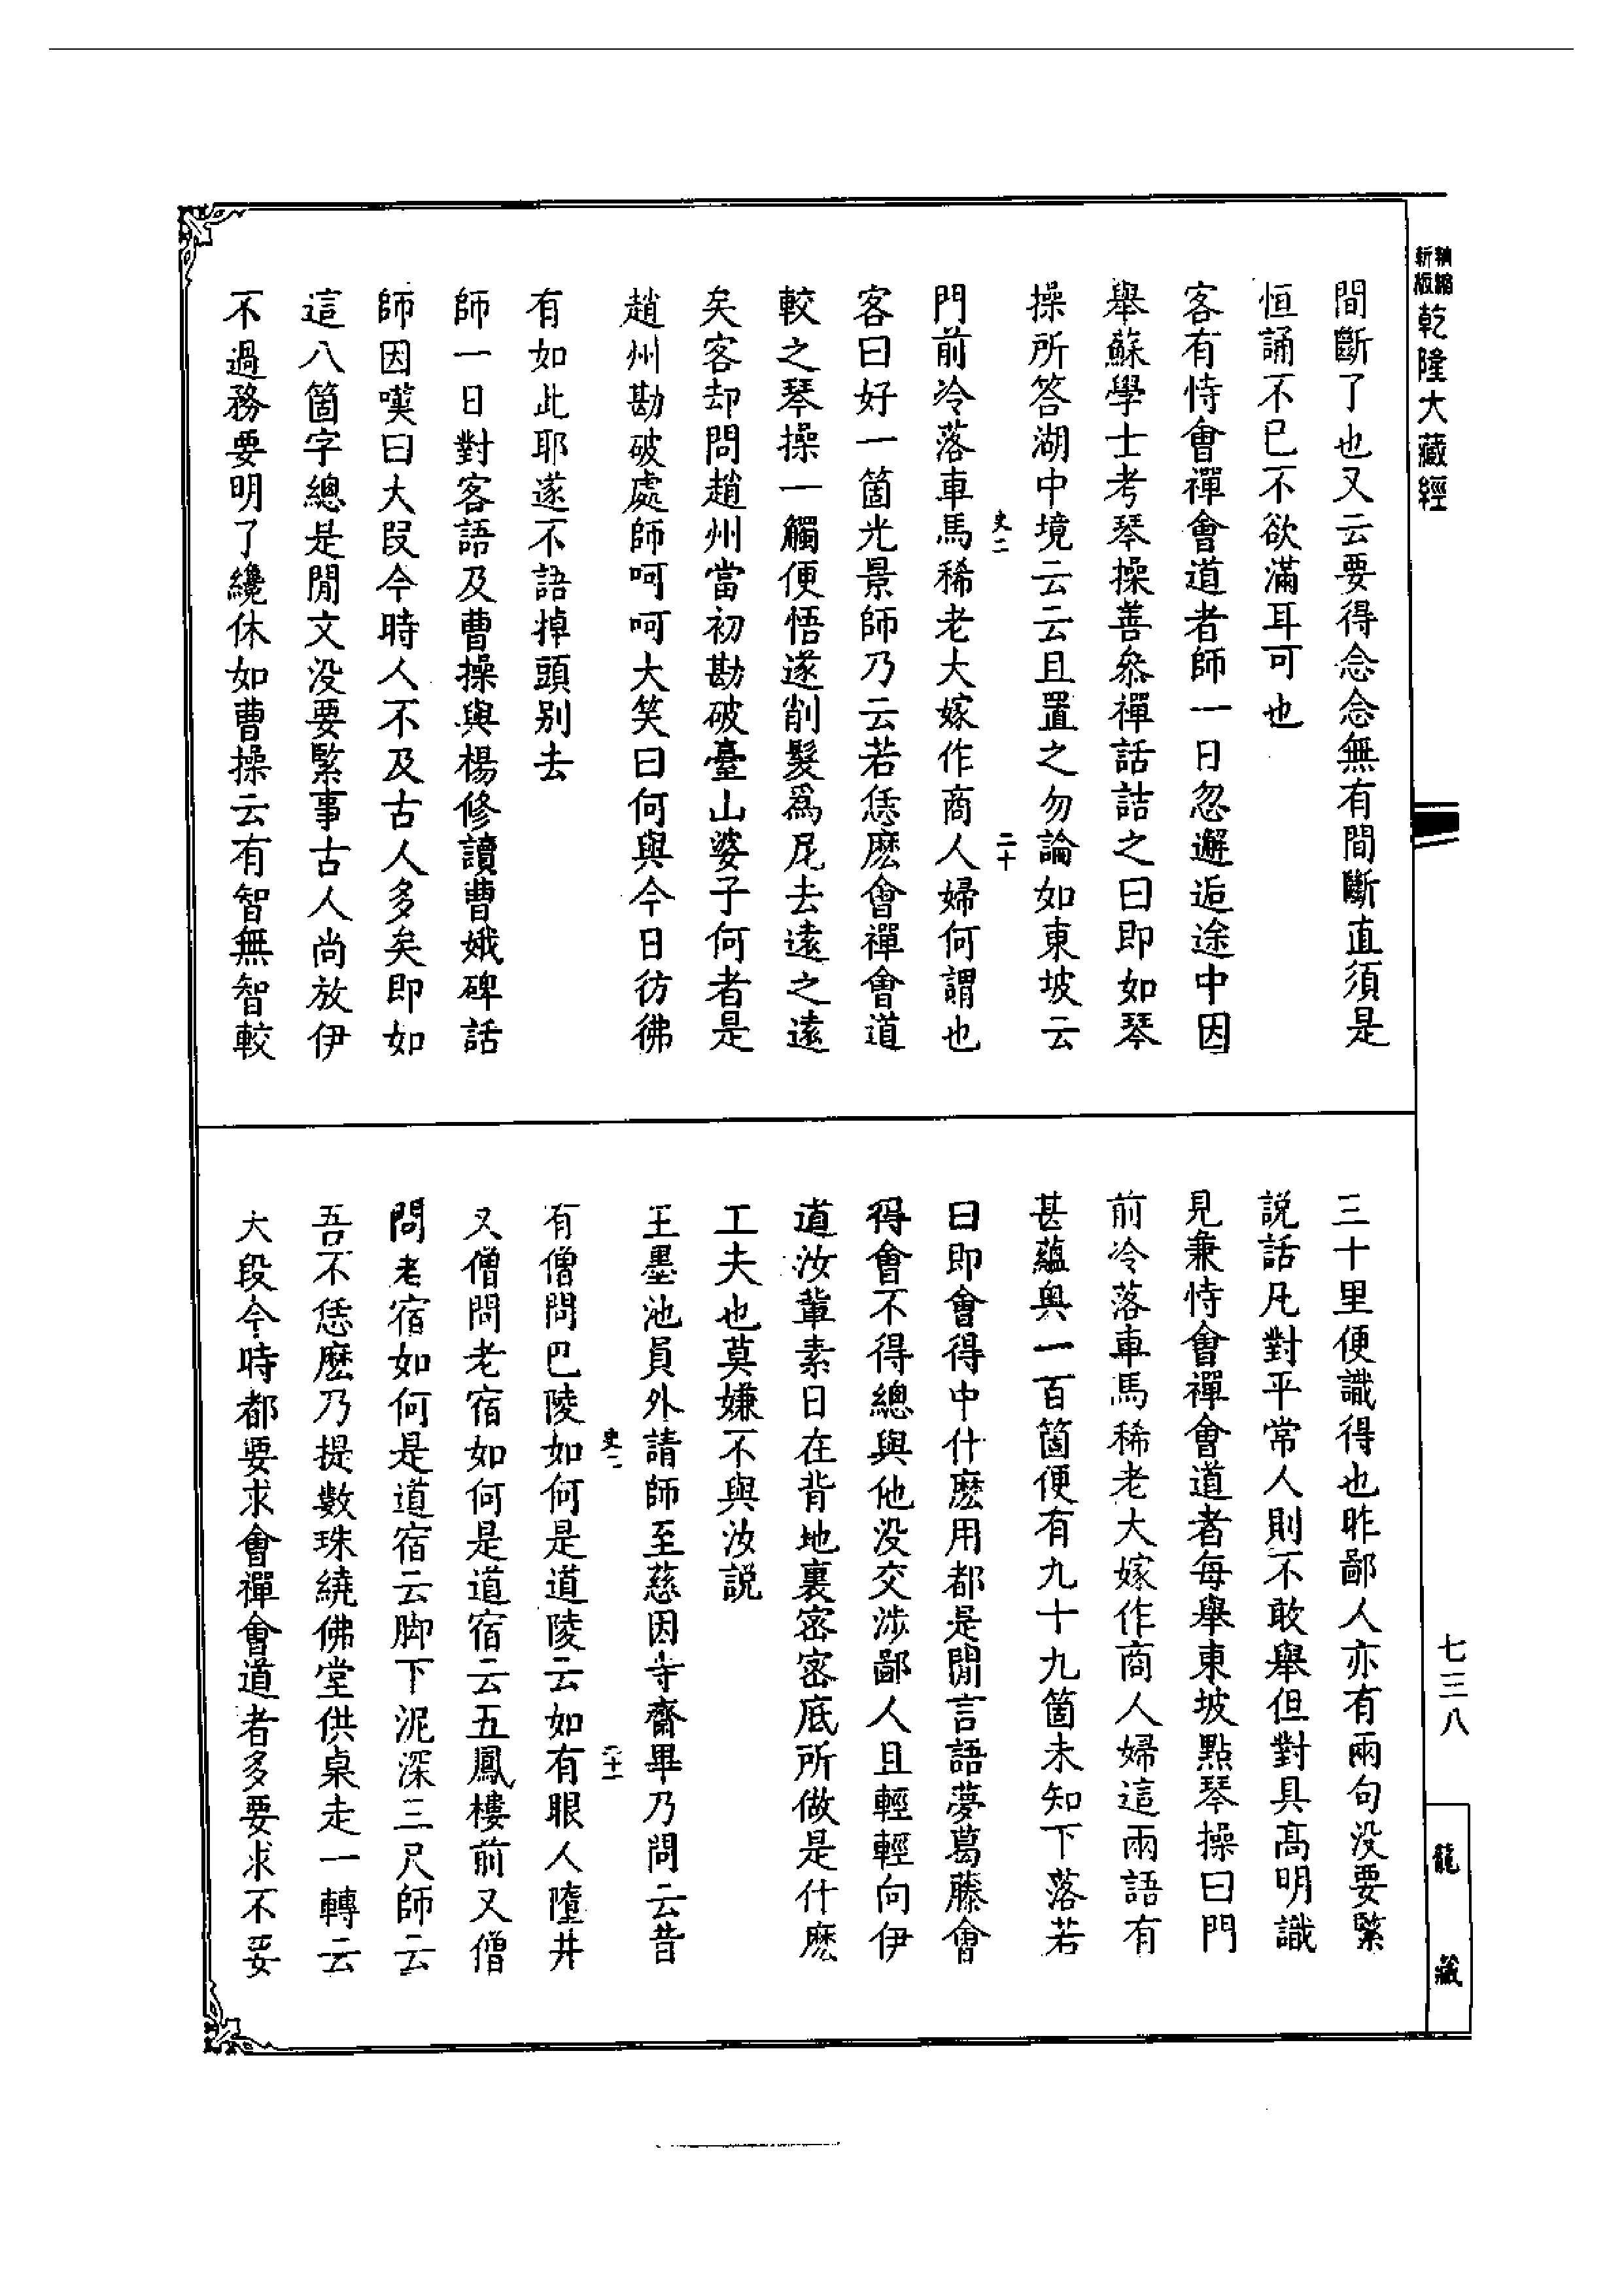 精縮
新版
乾隆大藏經
間斷了也又云要得念念無有間斷直須是
恒誦不已不欲滿耳可也
客有恃會禪會道者師一日忽邂逅途中因
舉蘇學士考琴操善叅禪話詰之曰即如琴
操所答湖中境云云且置之勿論如東坡云
史二
二十
門前冷落車馬稀老大嫁作商人婦何謂也
客曰好一箇光景師乃云若恁麽會禪會道
較之琴操一觸便悟遂削髮爲尼去遠之遠
矣客却問趙州當初勘破臺山婆子何者是
趙州勘破處師呵呵大笑曰何與今日彷彿
有如此耶遂不語掉頭别去
師一日對客語及曹操與楊修讀曹娥碑話
師因嘆曰大段今時人不及古人多矣即如
這八箇字總是閒文没要緊事古人尚放伊
不過務要明了纔休如曹操云有智無智較
三十里便識得也昨鄙人亦有兩句没要緊
説話凡對平常人則不敢舉但對具高明識
見兼恃會禪會道者每舉東坡點琴操曰門
前冷落車馬稀老大嫁作商人婦這兩語有
甚蘊奥一百箇便有九十九箇未知下落若
曰即會得中什麽用都是閒言語夢葛藤會
得會不得總與他没交涉鄙人且輕輕向伊
道汝輩素日在背地裏密密底所做是什麽
工夫也莫嫌不與汝説
王墨池員外請師至慈因寺齋畢乃問云昔
史二
二十一
有僧問巴陵如何是道陵云如有眼人墮井
又僧問老宿如何是道宿云五鳳樓前又僧
問老宿如何是道宿云脚下泥深三尺師云
吾不恁麽乃提數珠繞佛堂供桌走一轉云
大段今時都要求會禪會道者多要求不妥
七三八
龍藏